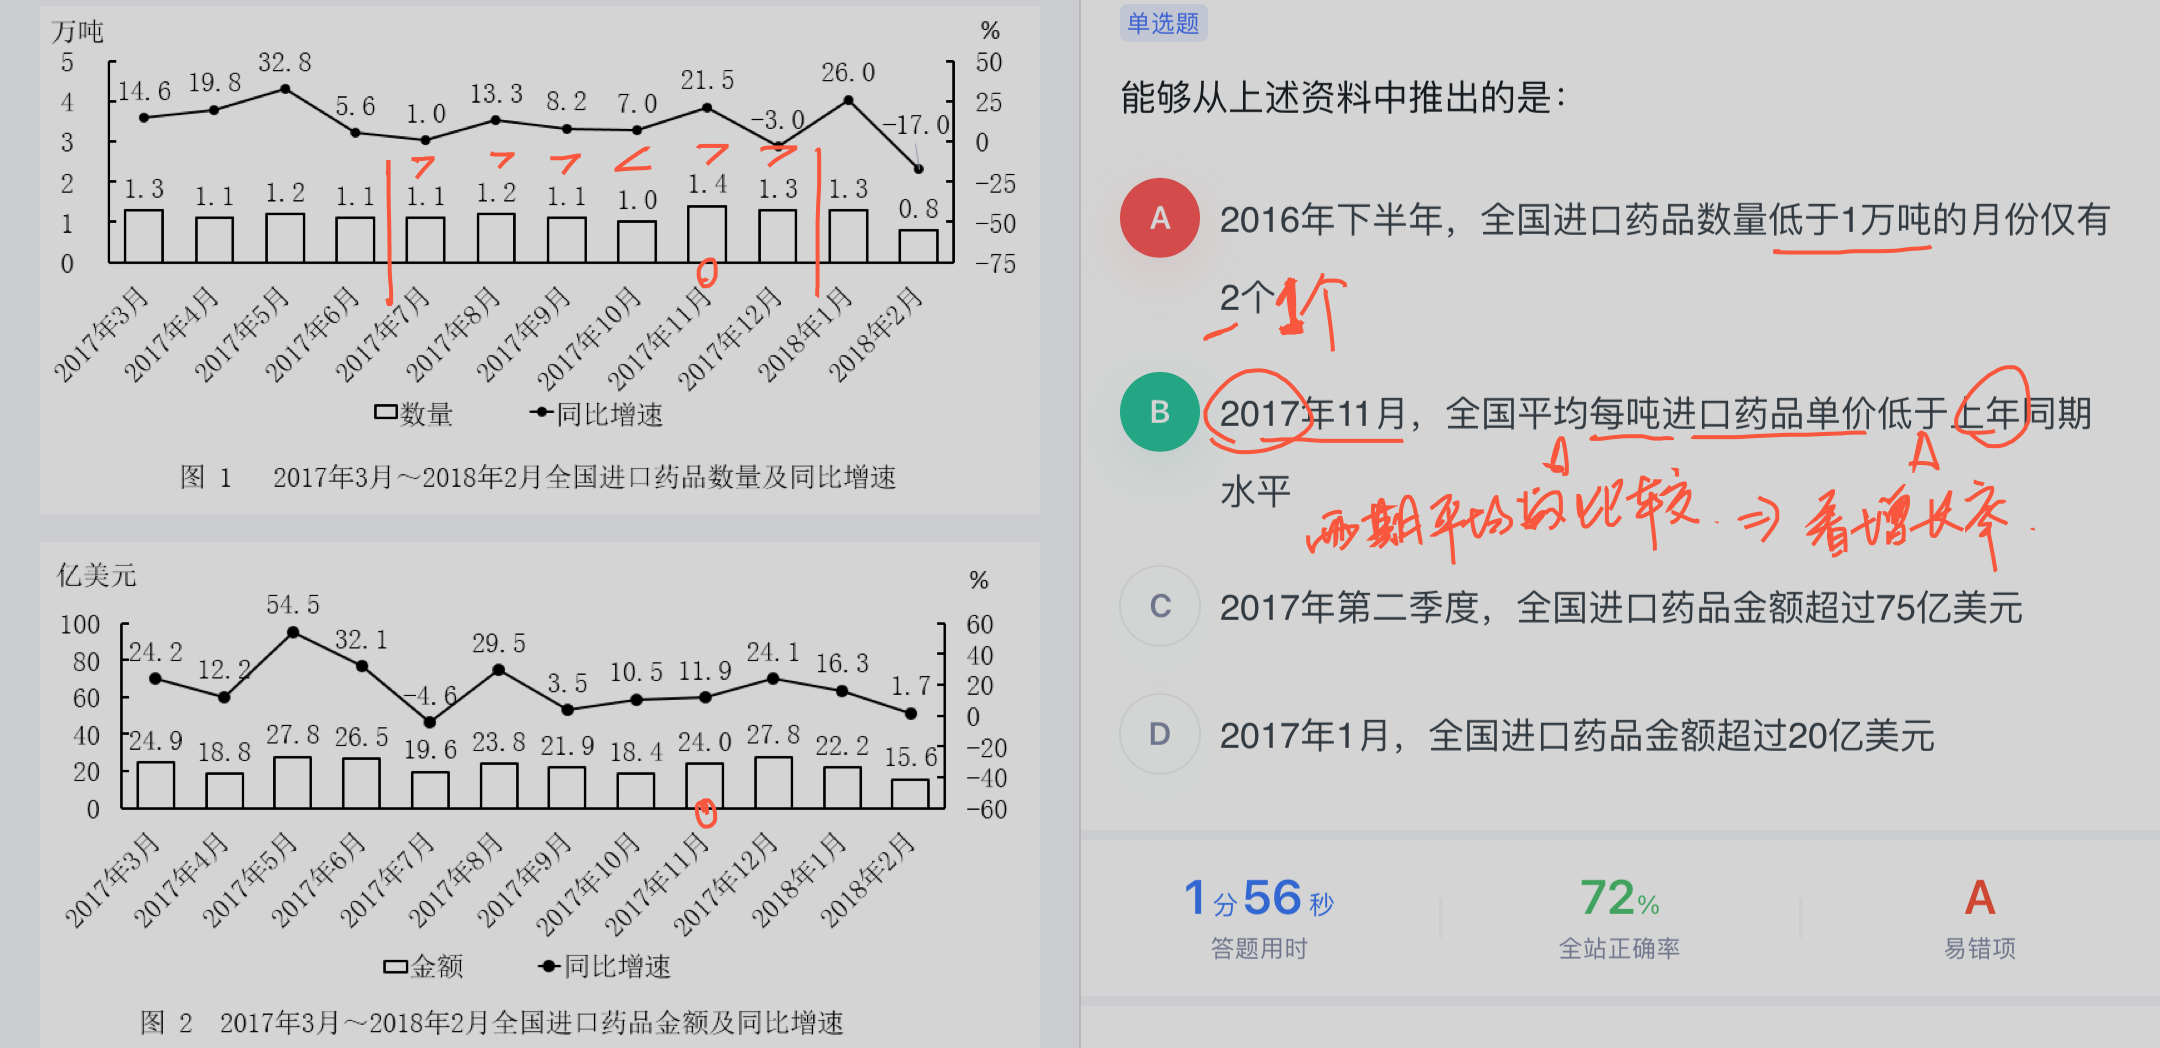 万吨
%
5
4
3
2
1
0
50
25
0
-25
-50
-75
14.6 19.8 32.8 5.6 1.0 13.3 8.2 7.0 21.5 -3.0 26.0 -17.0
> > > < > >
1.3 1.1 1.2 1.1 1.1 1.2 1.1 1.0 1.4 1.3 1.3 0.8
2017年3月 2017年4月 2017年5月 2017年6月 2017年7月 2017年8月 2017年9月 2017年10月 2017年11月 2017年12月 2018年1月 2018年2月
数量 同比增速
图 1 2017年3月～2018年2月全国进口药品数量及同比增速
亿美元
%
100
80
60
40
20
0
60
40
20
0
-20
-40
-60
24.2 12.2 54.5 32.1 -4.6 29.5 3.5 10.5 11.9 24.1 16.3 1.7
24.9 18.8 27.8 26.5 19.6 23.8 21.9 18.4 24.0 27.8 22.2 15.6
2017年3月 2017年4月 2017年5月 2017年6月 2017年7月 2017年8月 2017年9月 2017年10月 2017年11月 2017年12月 2018年1月 2018年2月
金额 同比增速
图 2 2017年3月～2018年2月全国进口药品金额及同比增速
单选题
能够从上述资料中推出的是：
A 2016年下半年，全国进口药品数量低于1万吨的月份仅有
2个 1个
B 2017年11月，全国平均每吨进口药品单价低于上年同期
水平
两期平均的比较. ⇒ 看增长率.
C 2017年第二季度，全国进口药品金额超过75亿美元
D 2017年1月，全国进口药品金额超过20亿美元
1分56秒 72% A
答题用时 全站正确率 易错项